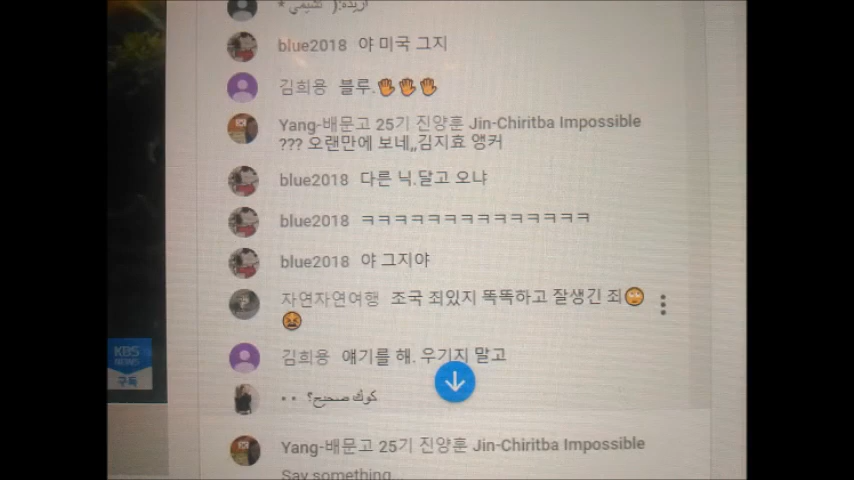 blue2018 야 미국 그지
김희용 블루.✋✋✋
Yang-배문고 25기 진양훈 Jin-Chiritba Impossible
??? 오랜만에 보네,,김지효 앵커
blue2018 다른 닉.달고 오냐
blue2018 ㅋㅋㅋㅋㅋㅋㅋㅋㅋㅋㅋㅋㅋㅋ
blue2018 야 그지야
자연자연여행 조국 죄있지 똑똑하고 잘생긴 죄🙄
😫
김희용 얘기를 해. 우기지 말고
كوك صحيح؟
Yang-배문고 25기 진양훈 Jin-Chiritba Impossible
Say something...
KBS
NEWS
구독